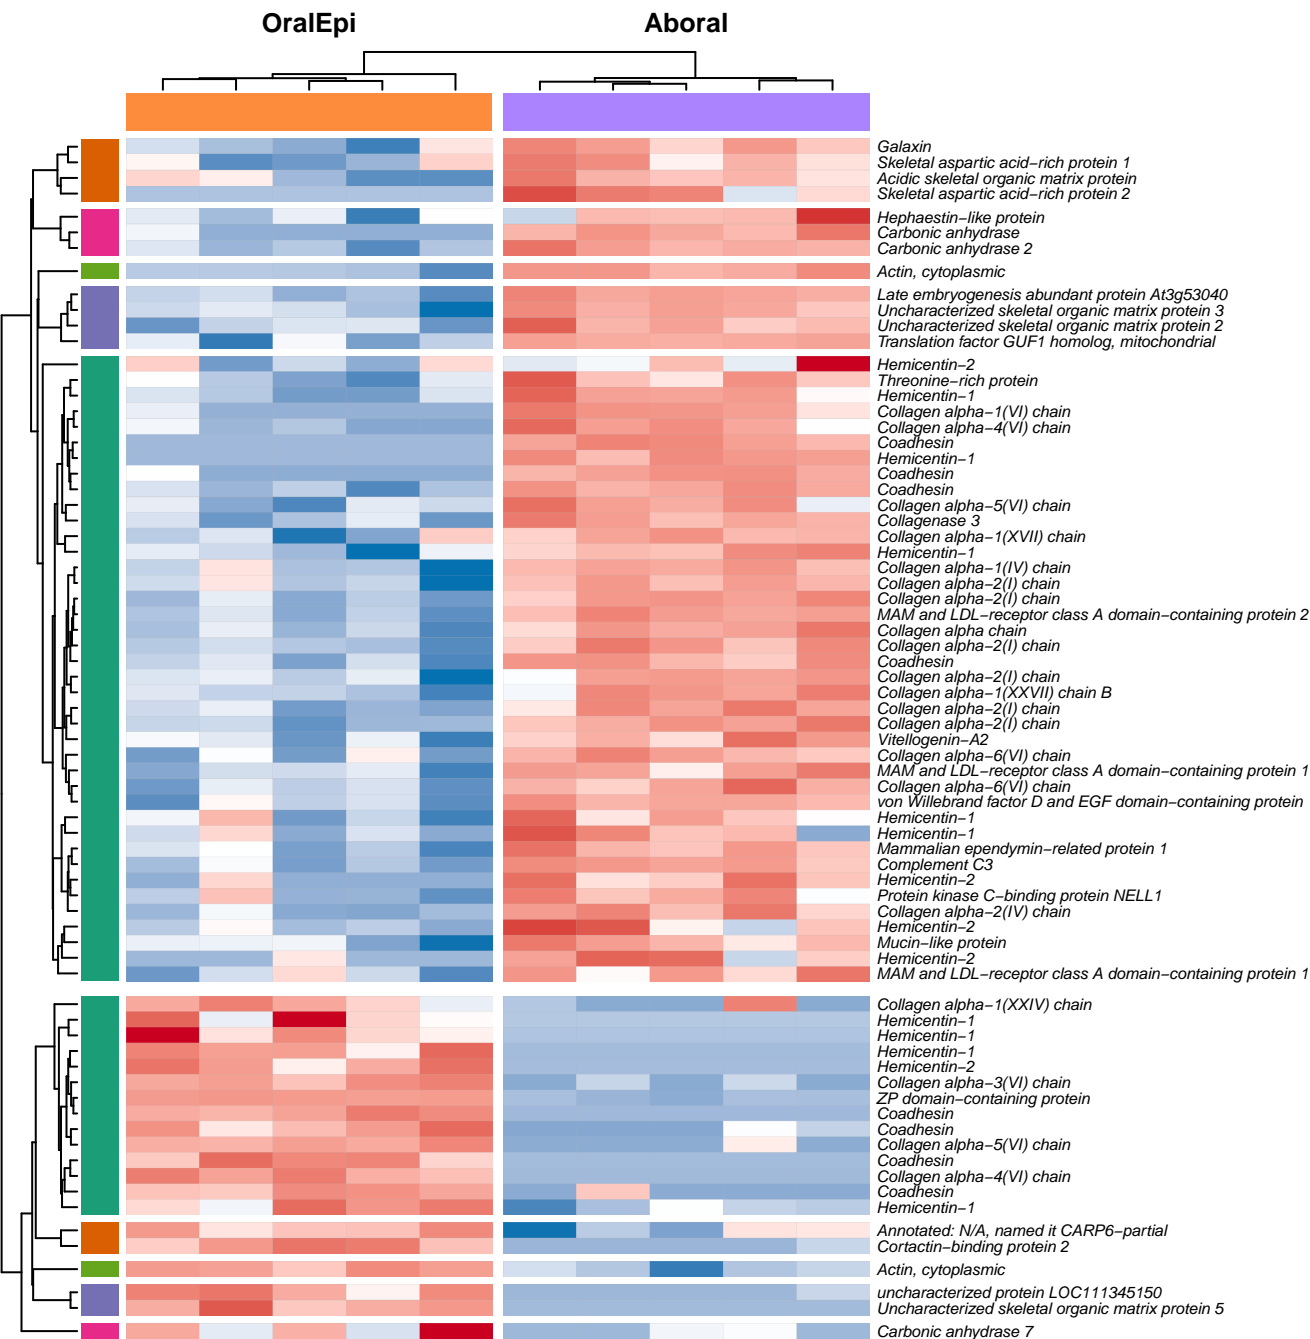 OralEpi Aboral
Galaxin
Skeletal aspartic acid−rich protein 1
Acidic skeletal organic matrix protein
Skeletal aspartic acid−rich protein 2
Hephaestin−like protein
Carbonic anhydrase
Carbonic anhydrase 2
Actin, cytoplasmic
Late embryogenesis abundant protein At3g53040
Uncharacterized skeletal organic matrix protein 3
Uncharacterized skeletal organic matrix protein 2
Translation factor GUF1 homolog, mitochondrial
Hemicentin−2
Threonine−rich protein
Hemicentin−1
Collagen alpha−1(VI) chain
Collagen alpha−4(VI) chain
Coadhesin
Hemicentin−1
Coadhesin
Coadhesin
Collagen alpha−5(VI) chain
Collagenase 3
Collagen alpha−1(XVII) chain
Hemicentin−1
Collagen alpha−1(IV) chain
Collagen alpha−2(I) chain
Collagen alpha−2(I) chain
MAM and LDL−receptor class A domain−containing protein 2
Collagen alpha chain
Collagen alpha−2(I) chain
Coadhesin
Collagen alpha−2(I) chain
Collagen alpha−1(XXVII) chain B
Collagen alpha−2(I) chain
Collagen alpha−2(I) chain
Vitellogenin−A2
Collagen alpha−6(VI) chain
MAM and LDL−receptor class A domain−containing protein 1
Collagen alpha−6(VI) chain
von Willebrand factor D and EGF domain−containing protein
Hemicentin−1
Hemicentin−1
Mammalian ependymin−related protein 1
Complement C3
Hemicentin−2
Protein kinase C−binding protein NELL1
Collagen alpha−2(IV) chain
Hemicentin−2
Mucin−like protein
Hemicentin−2
MAM and LDL−receptor class A domain−containing protein 1
Collagen alpha−1(XXIV) chain
Hemicentin−1
Hemicentin−1
Hemicentin−1
Hemicentin−2
Collagen alpha−3(VI) chain
ZP domain−containing protein
Coadhesin
Coadhesin
Collagen alpha−5(VI) chain
Coadhesin
Collagen alpha−4(VI) chain
Coadhesin
Hemicentin−1
Annotated: N/A, named it CARP6−partial
Cortactin−binding protein 2
Actin, cytoplasmic
uncharacterized protein LOC111345150
Uncharacterized skeletal organic matrix protein 5
Carbonic anhydrase 7